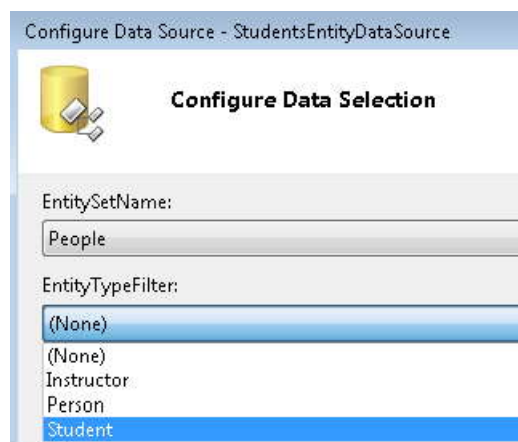 Configure Data Source - StudentsEntityDataSource
Configure Data Selection
EntitySetName:
People
EntityTypeFilter:
(None)
(None)
Instructor
Person
Student